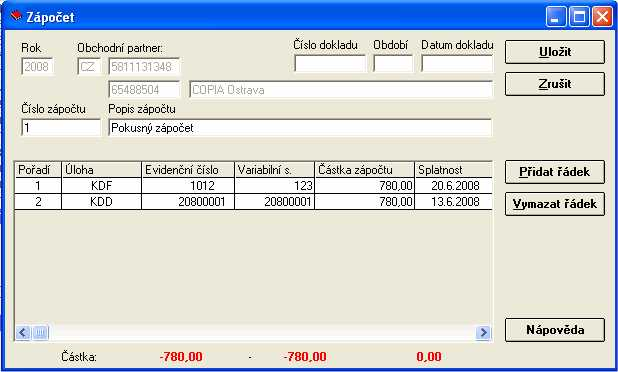 Zápočet
Rok Obchodní partner: Číslo dokladu Období Datum dokladu Uložit
2008 CZ 5811131348
65488504 COPIA Ostrava Zrušit
Číslo zápočtu Popis zápočtu
1 Pokusný zápočet
Pořadí Úloha Evidenční číslo Variabilní s. Částka zápočtu Splatnost Přidat řádek
1 KDF 1012 123 780,00 20.6.2008
2 KDD 20800001 20800001 780,00 13.6.2008 Vymazat řádek
Nápověda
Částka: -780,00 - -780,00 0,00